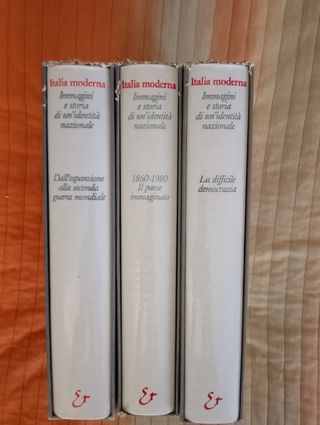 Italia moderna
Immagini
e storia
di un'identità
nazionale
Dall'espansione
alla seconda
guerra mondiale
Italia moderna
Immagini
e storia
di un'identità
nazionale
1860-1980
Il paese
immaginato
Italia moderna
Immagini
e storia
di un'identità
nazionale
La difficile
democrazia